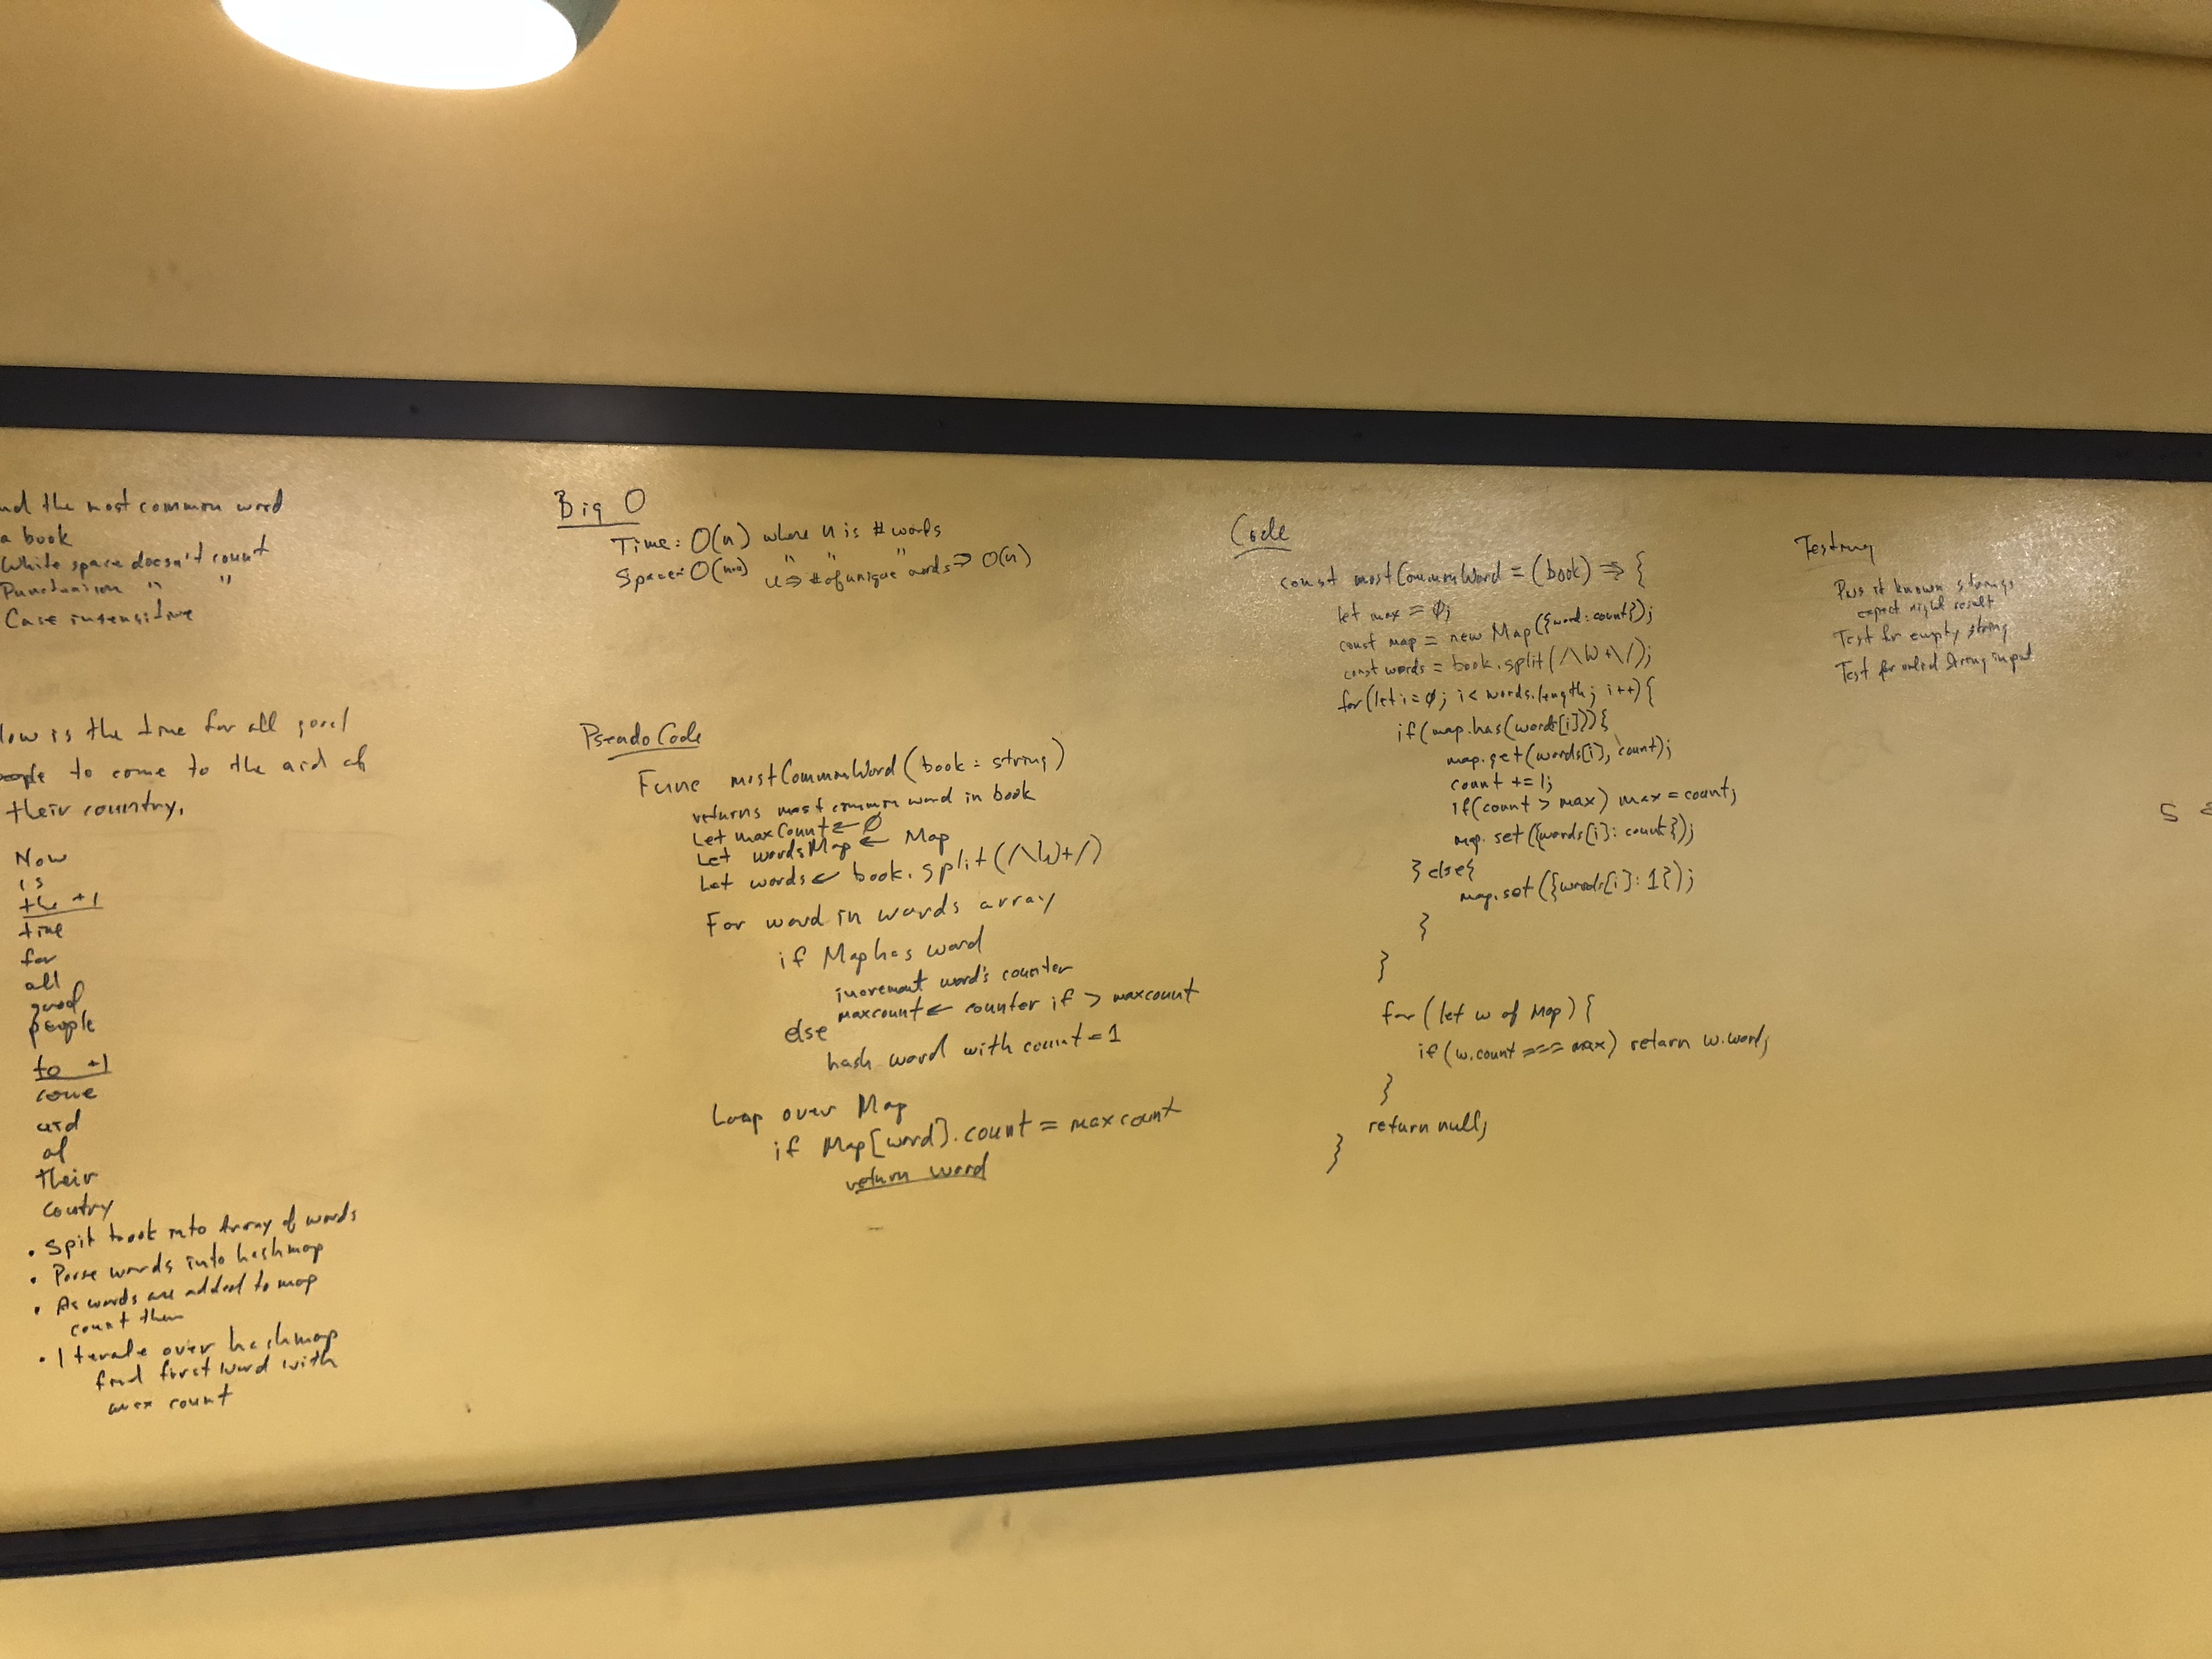 nd the most common word
a book
White space doesn't count
Punctuation " "
Case insensitive
low is the time for all good
eople to come to the aid of
their country.
Now
is
the +1
time
for
all
good
people
to +1
come
aid
of
their
coutry
• Split book into Array of words
• Parse words into hashmap
• As words are added to map
count them
• Iterate over hashmap
find first word with
max count
Big O
Time: O(n) where n is # words
Space: O( ) " " "
u => # of unique words => O(n)
Pseudo Code
Func mostCommonWord (book: string)
returns most common word in book
Let maxCount ← Ø
Let wordsMap ← Map
Let words ← book.split(/\W+/)
For word in words array
if Map has word
increment word's counter
maxcount ← counter if > maxcount
else
hash word with count = 1
Loop over Map
if Map[word].count = maxcount
return word
Code
const mostCommonWord = (book) => {
let max = Ø;
const map = new Map({word: count});
const words = book.split(/\W+\/);
for (let i = Ø; i < words.length; i++) {
if (map.has(words[i])) {
map.get(words[i], count);
count += 1;
if (count > max) max = count;
map.set({words[i]: count});
} else {
map.set({words[i]: 1});
}
}
for (let w of Map) {
if (w.count === max) return w.word;
}
return null;
}
Testing
Pass it known strings
expect right result
Test for empty string
Test for valid string input
5